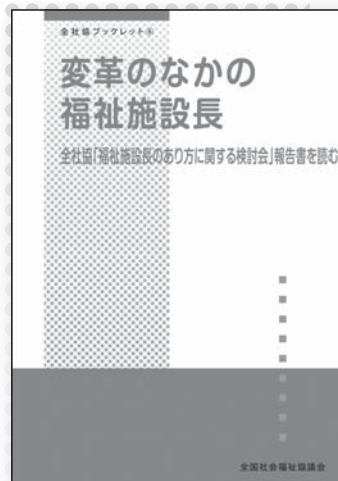 全社協ブックレット⑥
変革のなかの
福祉施設長
全社協「福祉施設長のあり方に関する検討会」報告書を読む
全国社会福祉協議会